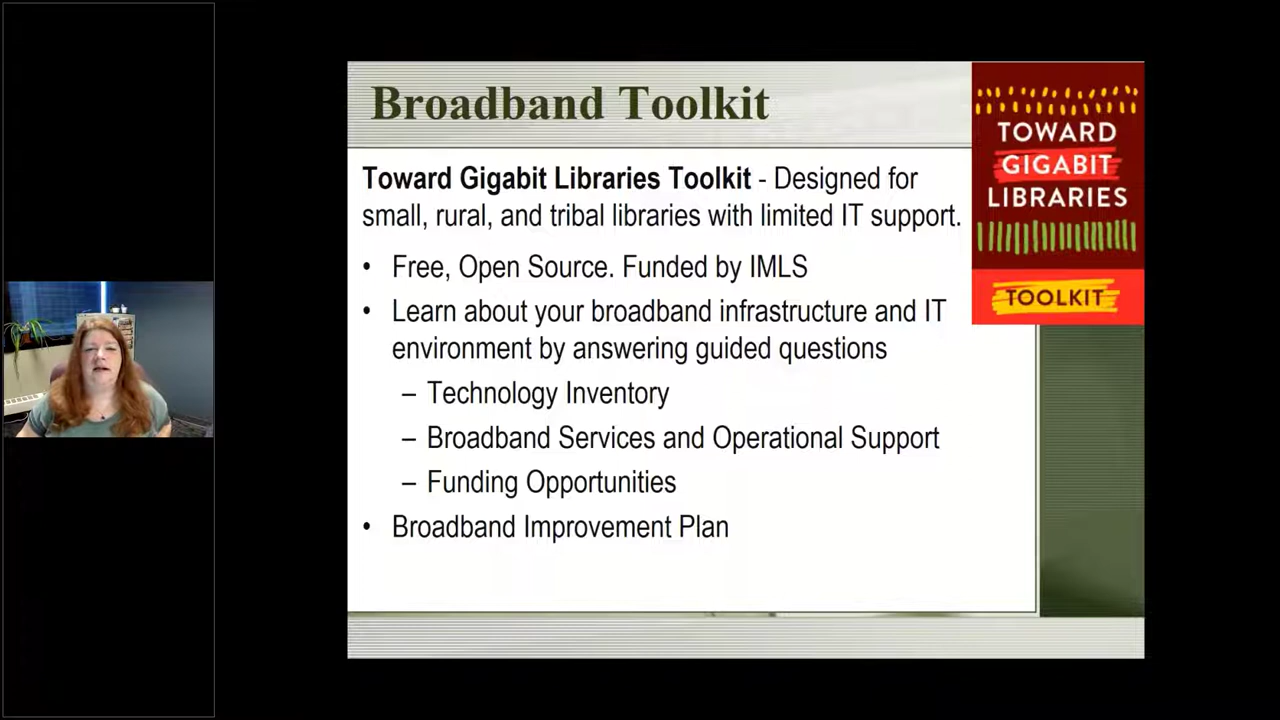 Broadband Toolkit
TOWARD
GIGABIT
LIBRARIES
TOOLKIT
Toward Gigabit Libraries Toolkit - Designed for
small, rural, and tribal libraries with limited IT support.
• Free, Open Source. Funded by IMLS
• Learn about your broadband infrastructure and IT
environment by answering guided questions
– Technology Inventory
– Broadband Services and Operational Support
– Funding Opportunities
• Broadband Improvement Plan